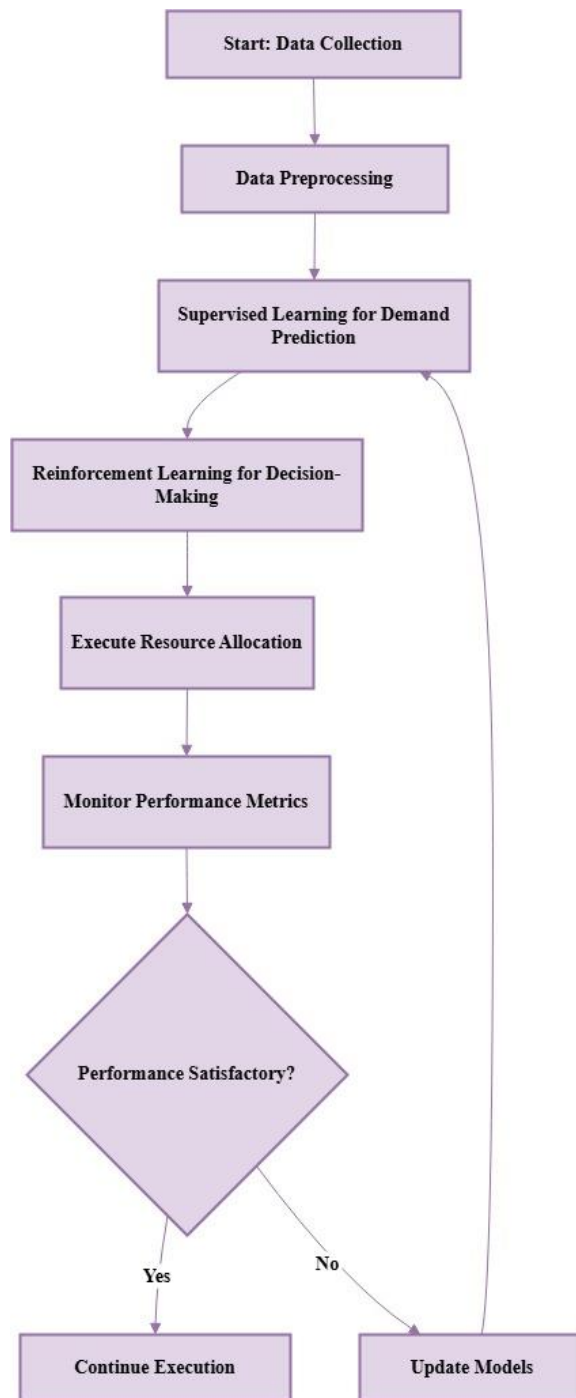 Start: Data Collection
Data Preprocessing
Supervised Learning for Demand
Prediction
Reinforcement Learning for Decision-
Making
Execute Resource Allocation
Monitor Performance Metrics
Performance Satisfactory?
Yes
No
Continue Execution
Update Models